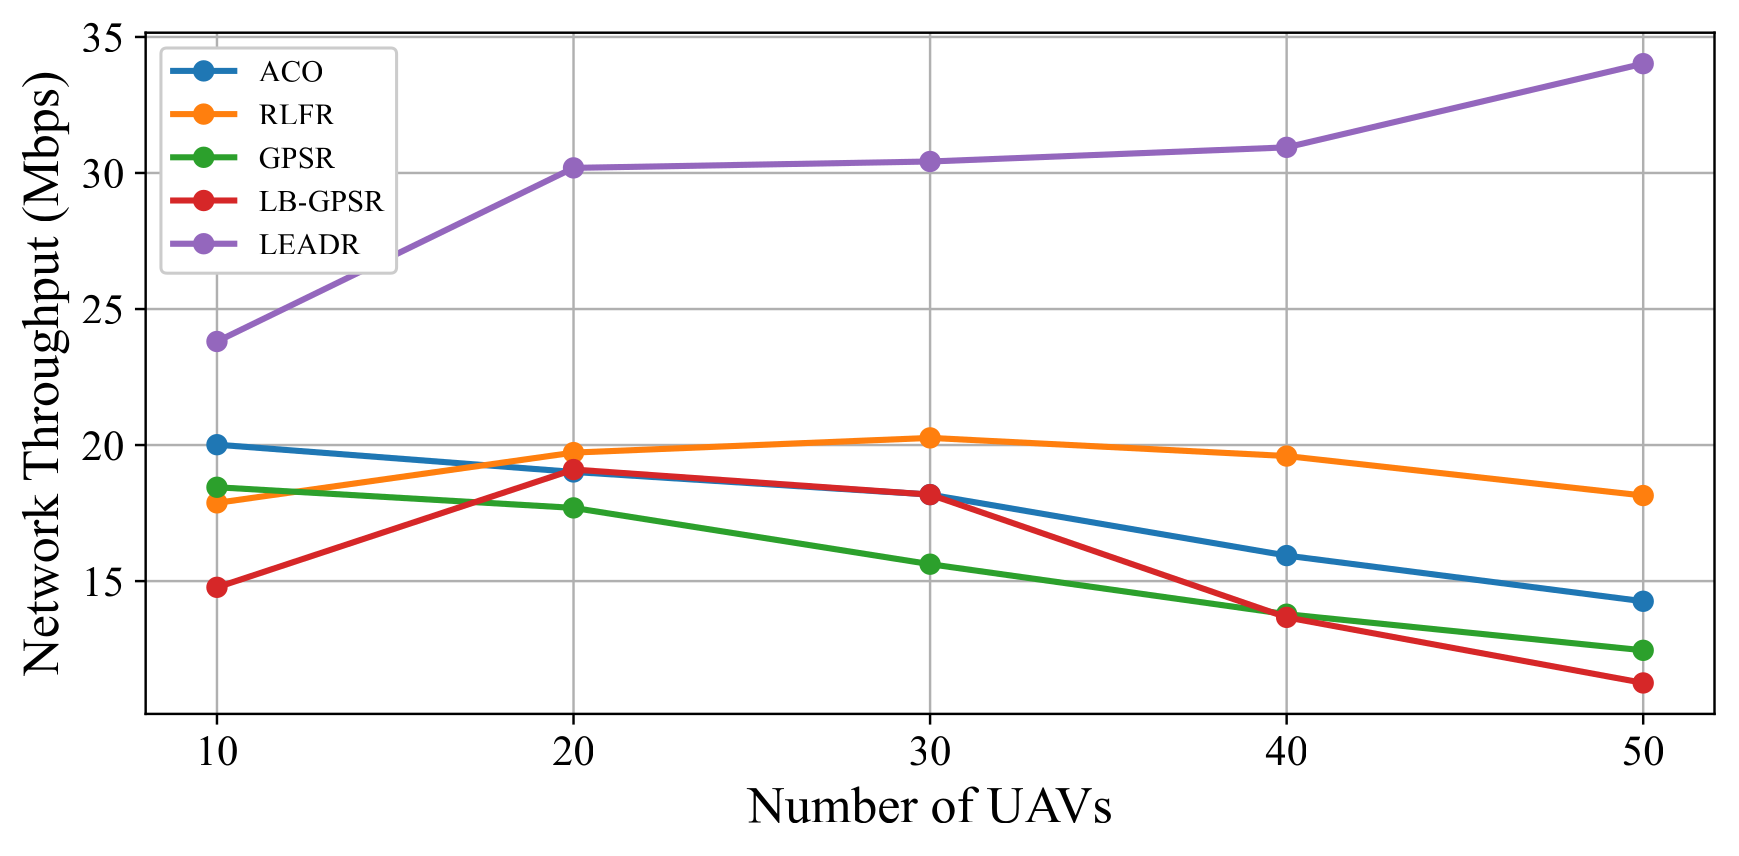 Network Throughput (Mbps)
35
30
25
20
15
ACO
RLFR
GPSR
LB-GPSR
LEADR
10 20 30 40 50
Number of UAVs